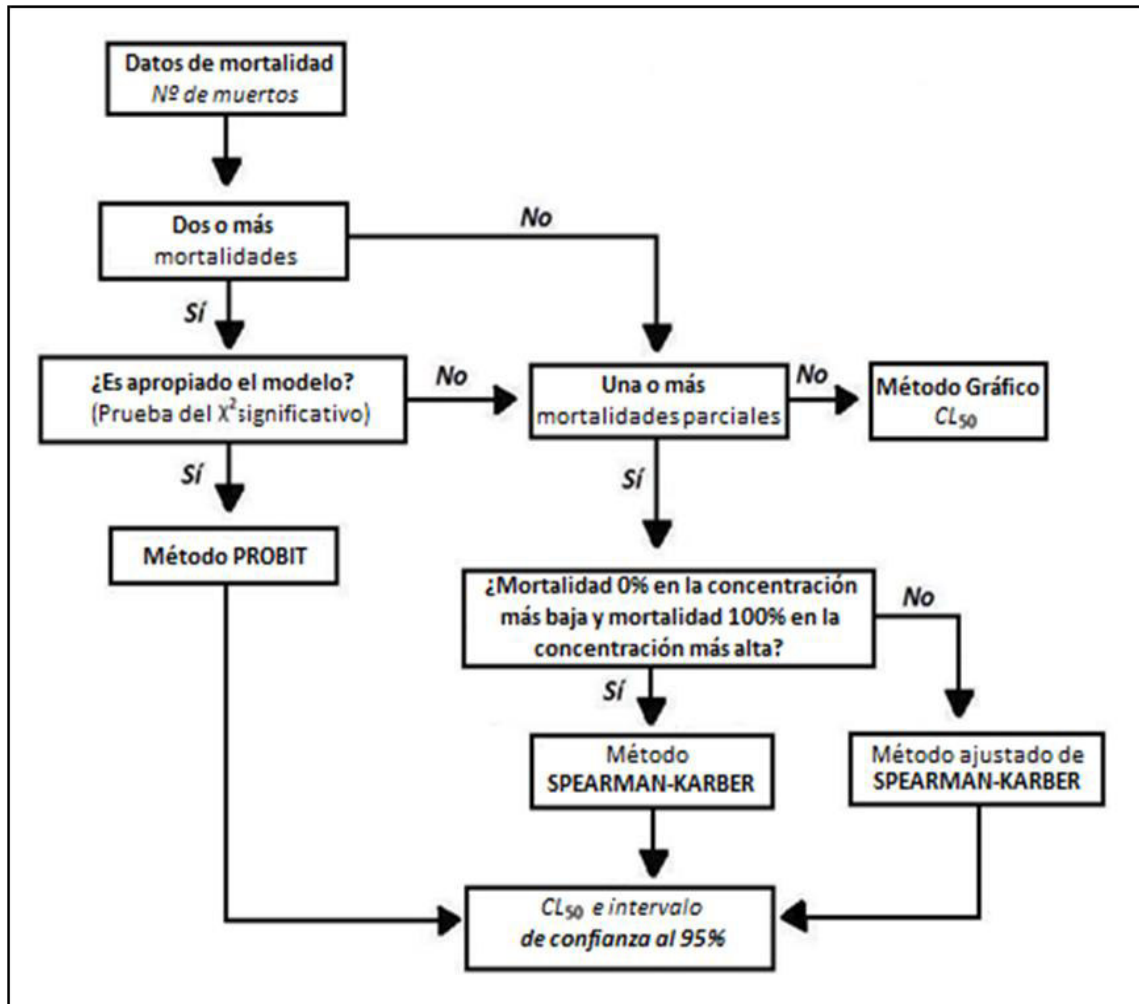 Datos de mortalidad
Nº de muertos
Dos o más
mortalidades
No
Sí
¿Es apropiado el modelo?
(Prueba del χ² significativo)
No
Una o más
mortalidades parciales
No
Método Gráfico
CL₅₀
Sí
Sí
Método PROBIT
¿Mortalidad 0% en la concentración
más baja y mortalidad 100% en la
concentración más alta?
No
Sí
Método
SPEARMAN-KARBER
Método ajustado de
SPEARMAN-KARBER
CL₅₀ e intervalo
de confianza al 95%